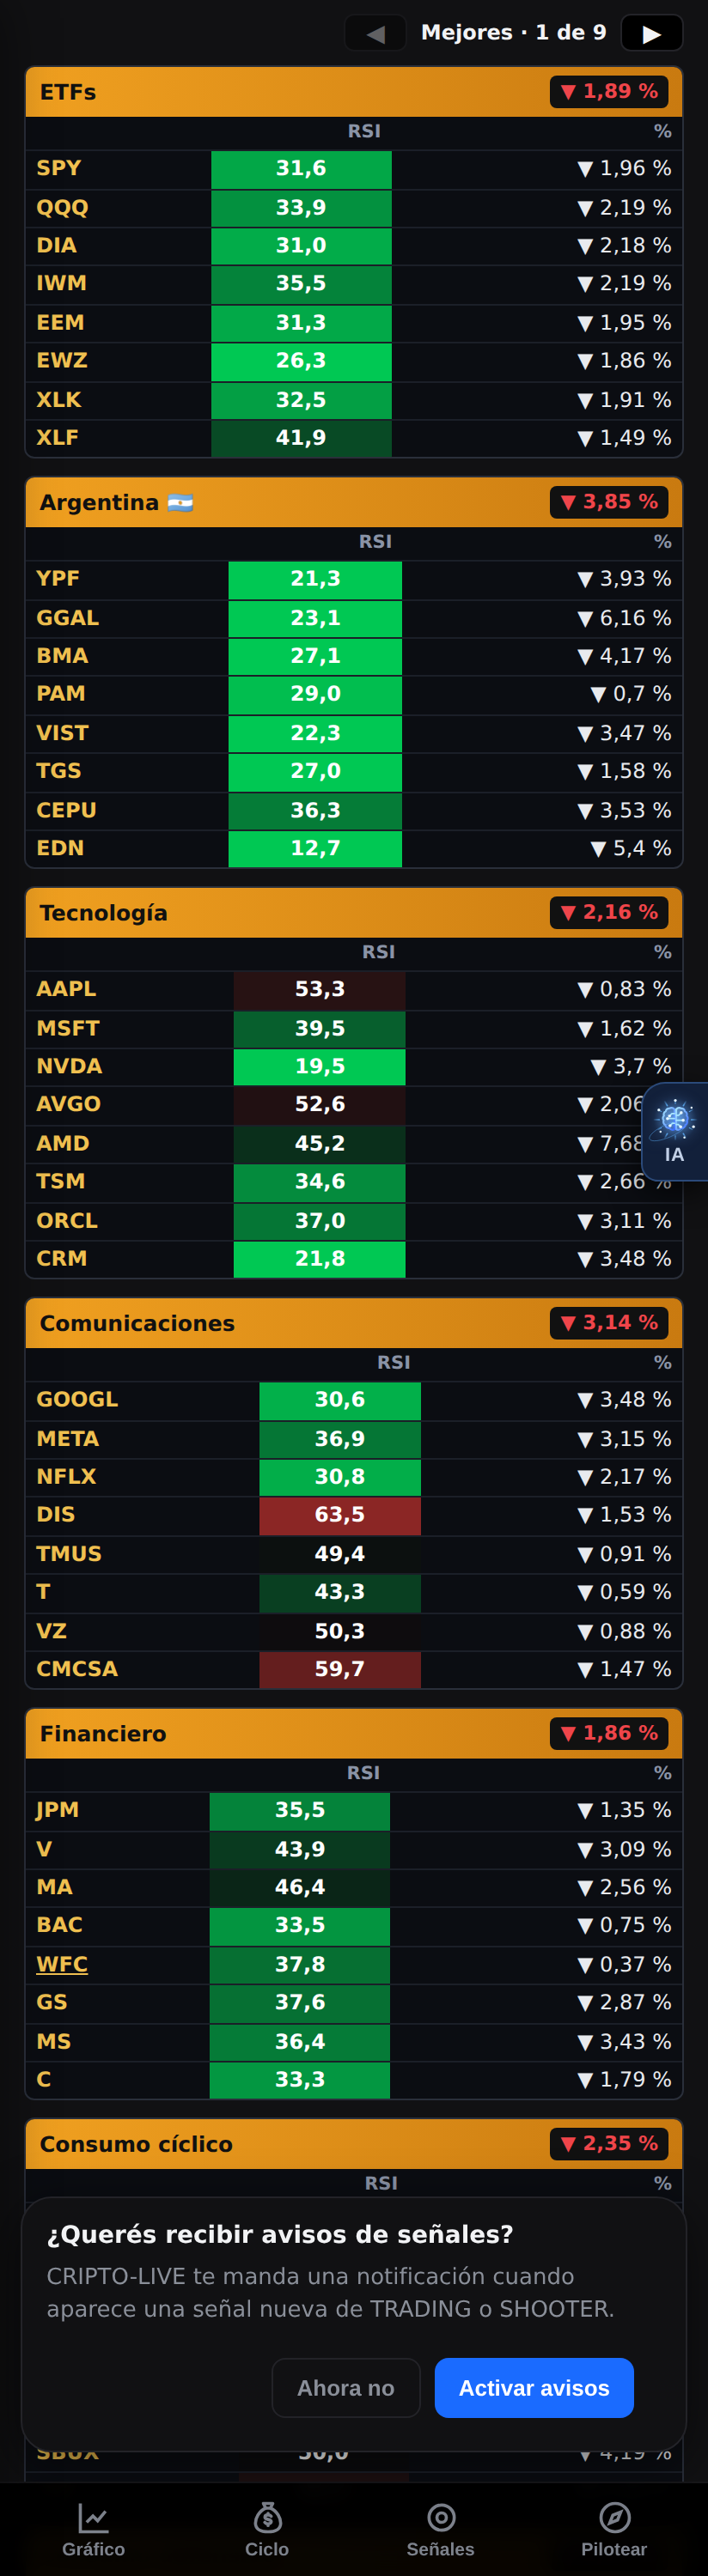 ◀ Mejores · 1 de 9 ▶
ETFs ▼ 1,89 %
RSI %
SPY 31,6 ▼ 1,96 %
QQQ 33,9 ▼ 2,19 %
DIA 31,0 ▼ 2,18 %
IWM 35,5 ▼ 2,19 %
EEM 31,3 ▼ 1,95 %
EWZ 26,3 ▼ 1,86 %
XLK 32,5 ▼ 1,91 %
XLF 41,9 ▼ 1,49 %
Argentina 🇦🇷 ▼ 3,85 %
RSI %
YPF 21,3 ▼ 3,93 %
GGAL 23,1 ▼ 6,16 %
BMA 27,1 ▼ 4,17 %
PAM 29,0 ▼ 0,7 %
VIST 22,3 ▼ 3,47 %
TGS 27,0 ▼ 1,58 %
CEPU 36,3 ▼ 3,53 %
EDN 12,7 ▼ 5,4 %
Tecnología ▼ 2,16 %
RSI %
AAPL 53,3 ▼ 0,83 %
MSFT 39,5 ▼ 1,62 %
NVDA 19,5 ▼ 3,7 %
AVGO 52,6 ▼ 2,06
AMD 45,2 ▼ 7,68
IA
TSM 34,6 ▼ 2,66 %
ORCL 37,0 ▼ 3,11 %
CRM 21,8 ▼ 3,48 %
Comunicaciones ▼ 3,14 %
RSI %
GOOGL 30,6 ▼ 3,48 %
META 36,9 ▼ 3,15 %
NFLX 30,8 ▼ 2,17 %
DIS 63,5 ▼ 1,53 %
TMUS 49,4 ▼ 0,91 %
T 43,3 ▼ 0,59 %
VZ 50,3 ▼ 0,88 %
CMCSA 59,7 ▼ 1,47 %
Financiero ▼ 1,86 %
RSI %
JPM 35,5 ▼ 1,35 %
V 43,9 ▼ 3,09 %
MA 46,4 ▼ 2,56 %
BAC 33,5 ▼ 0,75 %
WFC 37,8 ▼ 0,37 %
GS 37,6 ▼ 2,87 %
MS 36,4 ▼ 3,43 %
C 33,3 ▼ 1,79 %
Consumo cíclico ▼ 2,35 %
RSI %
¿Querés recibir avisos de señales?
CRIPTO-LIVE te manda una notificación cuando
aparece una señal nueva de TRADING o SHOOTER.
Ahora no Activar avisos
SBUX ▼ 4,19 %
Gráfico Ciclo Señales Pilotear